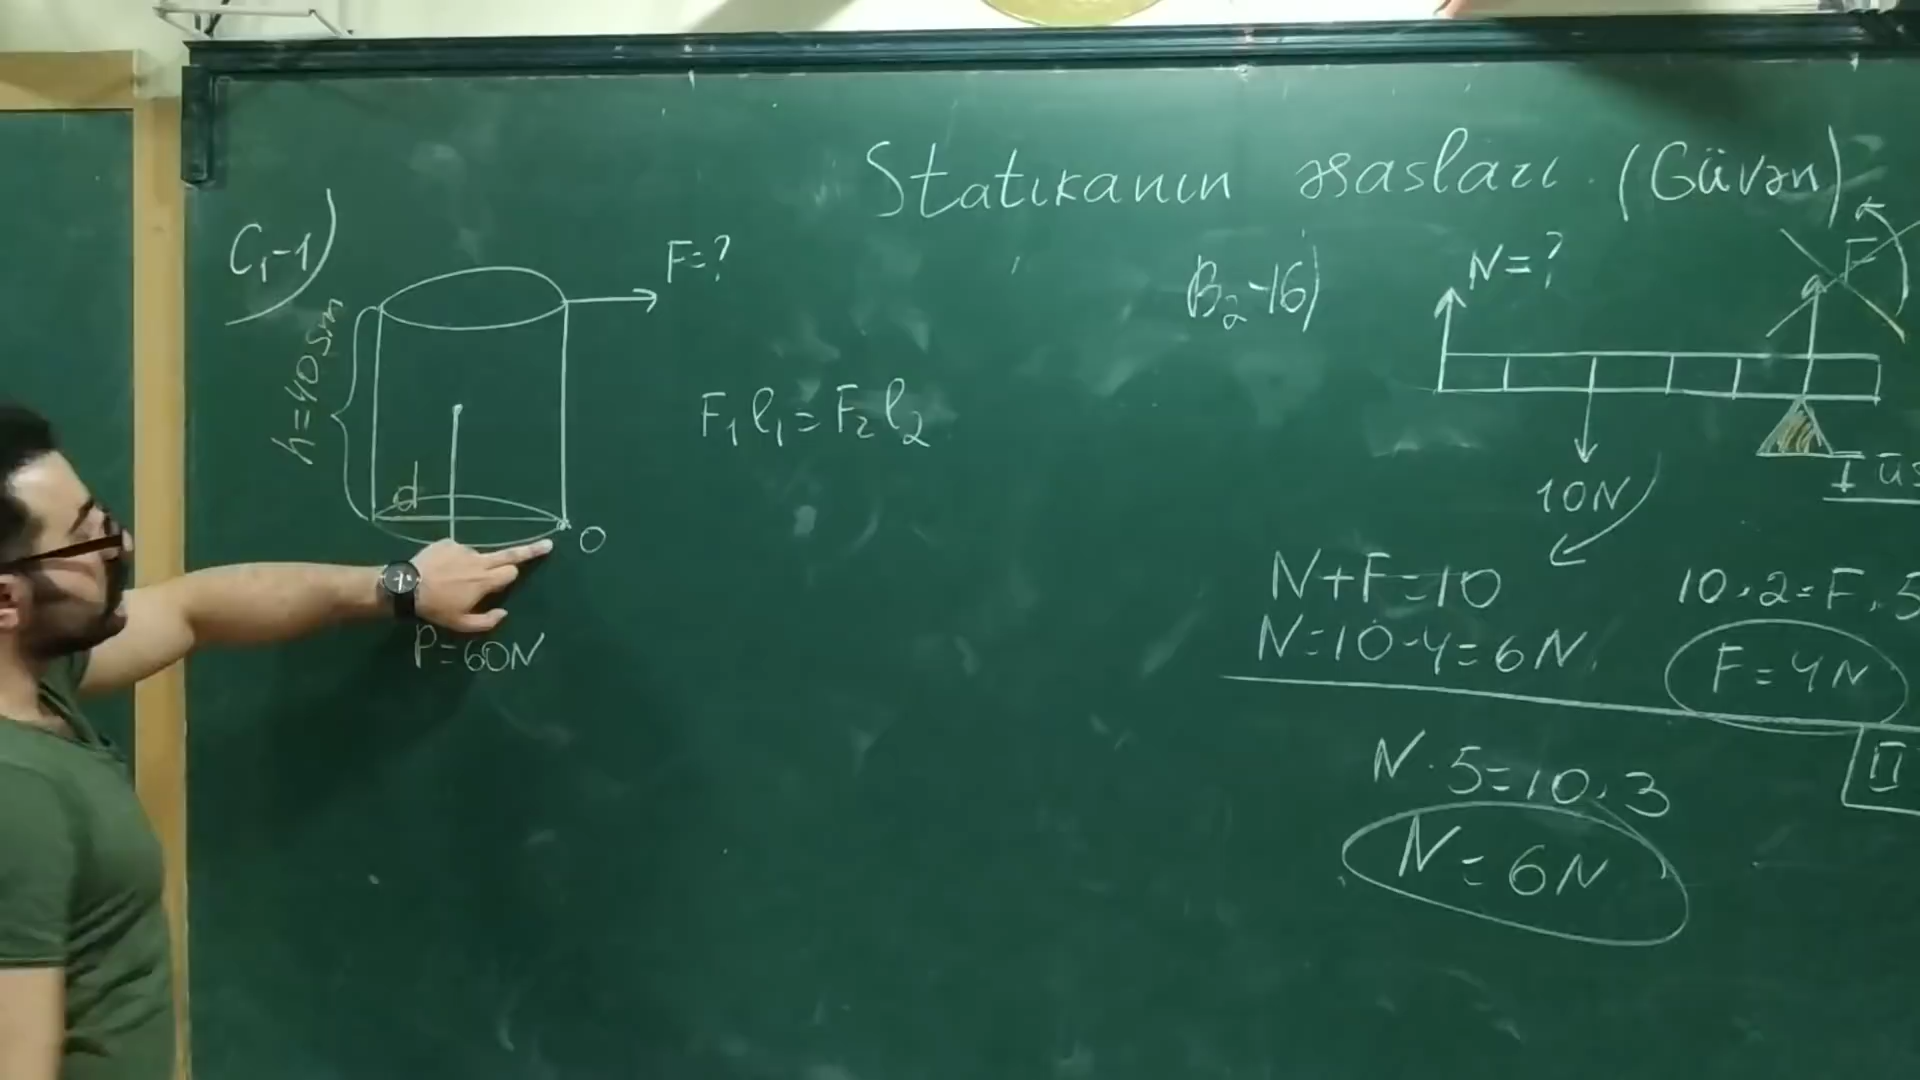 Statikanın əsasları. (Güvən)
C₁-1)
F=?
h=40sm
d
O
P=60N
F₁ℓ₁=F₂ℓ₂
B₂-16)
N=?
F
10N
I üs
N+F=10
N=10-4=6N
10·2=F·5
F=4N
N·5=10·3
N=6N
II